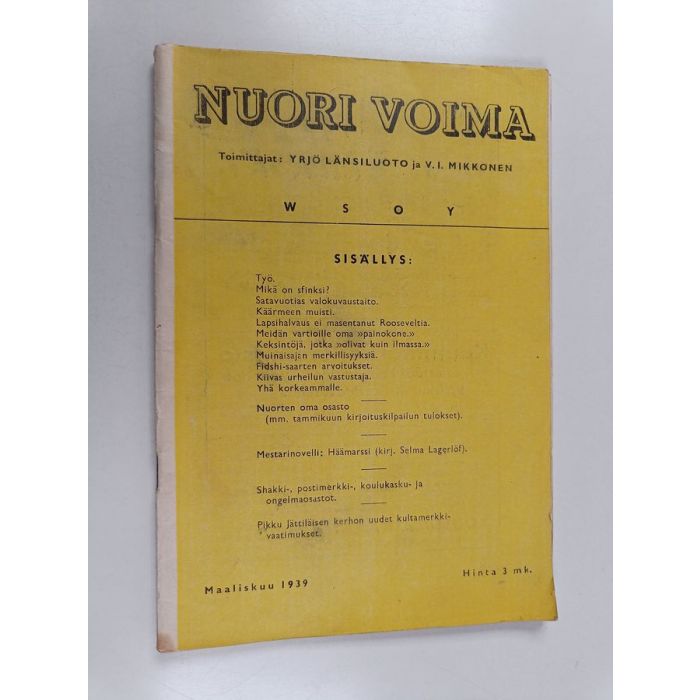 NUORI VOIMA
Toimittajat: YRJÖ LÄNSILUOTO ja V. I. MIKKONEN
W S O Y
SISÄLLYS:
Työ.
Mikä on sfinksi?
Satavuotias valokuvaustaito.
Käärmeen muisti.
Lapsihalvaus ei masentanut Rooseveltia.
Meidän vartioille oma »painokone.»
Keksintöjä, jotka »olivat kuin ilmassa.»
Muinaisajan merkillisyyksiä.
Fidshi-saarten arvoitukset.
Kiivas urheilun vastustaja.
Yhä korkeammalle.
Nuorten oma osasto
(mm. tammikuun kirjoituskilpailun tulokset).
Mestarinovelli: Häämarssi (kirj. Selma Lagerlöf).
Shakki-, postimerkki-, koulukasku- ja
ongelmaosastot.
Pikku Jättiläisen kerhon uudet kultamerkki-
vaatimukset.
Maaliskuu 1939
Hinta 3 mk.